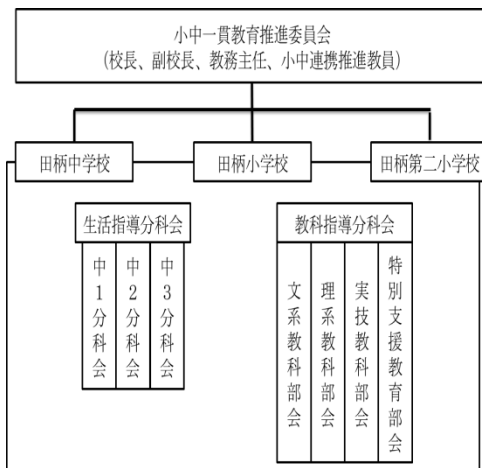 小中一貫教育推進委員会
(校長、副校長、教務主任、小中連携推進教員)
田柄中学校
田柄小学校
田柄第二小学校
生活指導分科会
中1分科会
中2分科会
中3分科会
教科指導分科会
文系教科部会
理系教科部会
実技教科部会
特別支援教育部会